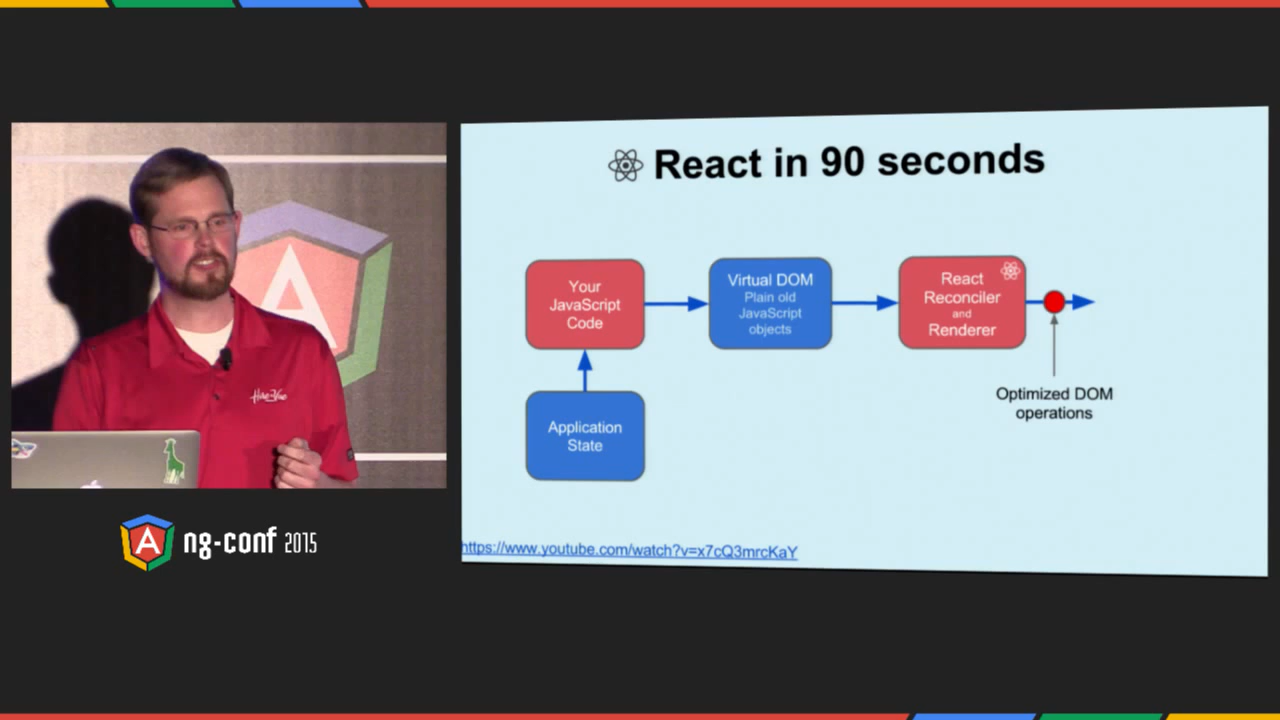 React in 90 seconds
Your
JavaScript
Code
Virtual DOM
Plain old
JavaScript
objects
React
Reconciler
and
Renderer
Optimized DOM
operations
Application
State
https://www.youtube.com/watch?v=x7cQ3mrcKaY
A
HireVue
A ng-conf 2015